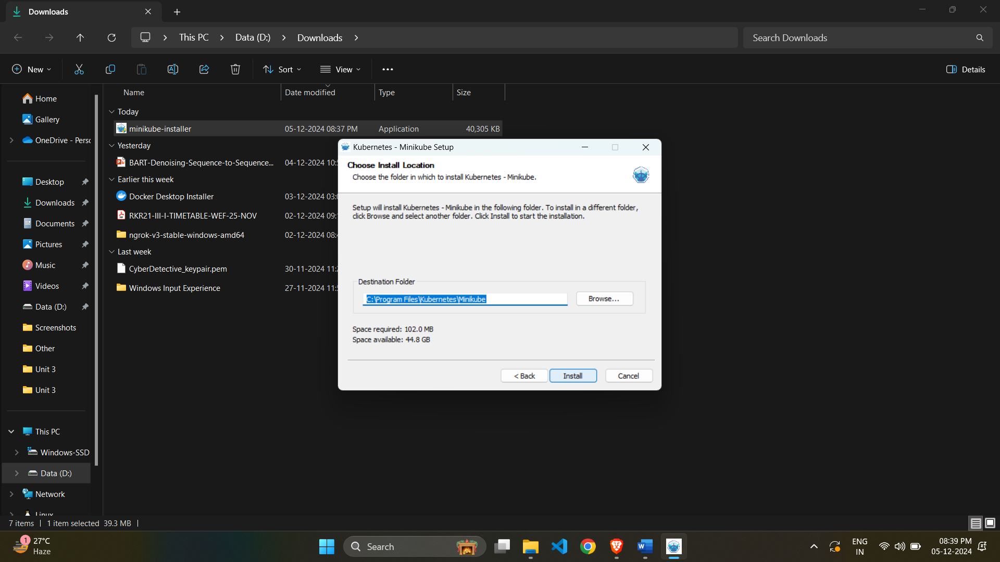 Downloads
This PC
Data (D:)
Downloads
Search Downloads
New
Sort
View
Details
Name
Date modified
Type
Size
Home
Gallery
OneDrive - Perso
Desktop
Downloads
Documents
Pictures
Music
Videos
Data (D:)
Screenshots
Other
Unit 3
Unit 3
This PC
Windows-SSD
Data (D:)
Network
Linux
Today
minikube-installer 05-12-2024 08:37 PM Application 40,305 KB
Yesterday
BART-Denoising-Sequence-to-Sequence... 04-12-2024 10:5
Earlier this week
Docker Desktop Installer 03-12-2024 03:0
RKR21-III-I-TIMETABLE-WEF-25-NOV 02-12-2024 09:
ngrok-v3-stable-windows-amd64 02-12-2024 08:4
Last week
CyberDetective_keypair.pem 30-11-2024 11:2
Windows Input Experience 27-11-2024 11:5
Kubernetes - Minikube Setup
Choose Install Location
Choose the folder in which to install Kubernetes - Minikube.
Setup will install Kubernetes - Minikube in the following folder. To install in a different folder,
click Browse and select another folder. Click Install to start the installation.
Destination Folder
C:\Program Files\Kubernetes\Minikube
Browse...
Space required: 102.0 MB
Space available: 44.8 GB
< Back
Install
Cancel
7 items
1 item selected 39.3 MB
1
27°C
Haze
Search
ENG
IN
08:39 PM
05-12-2024